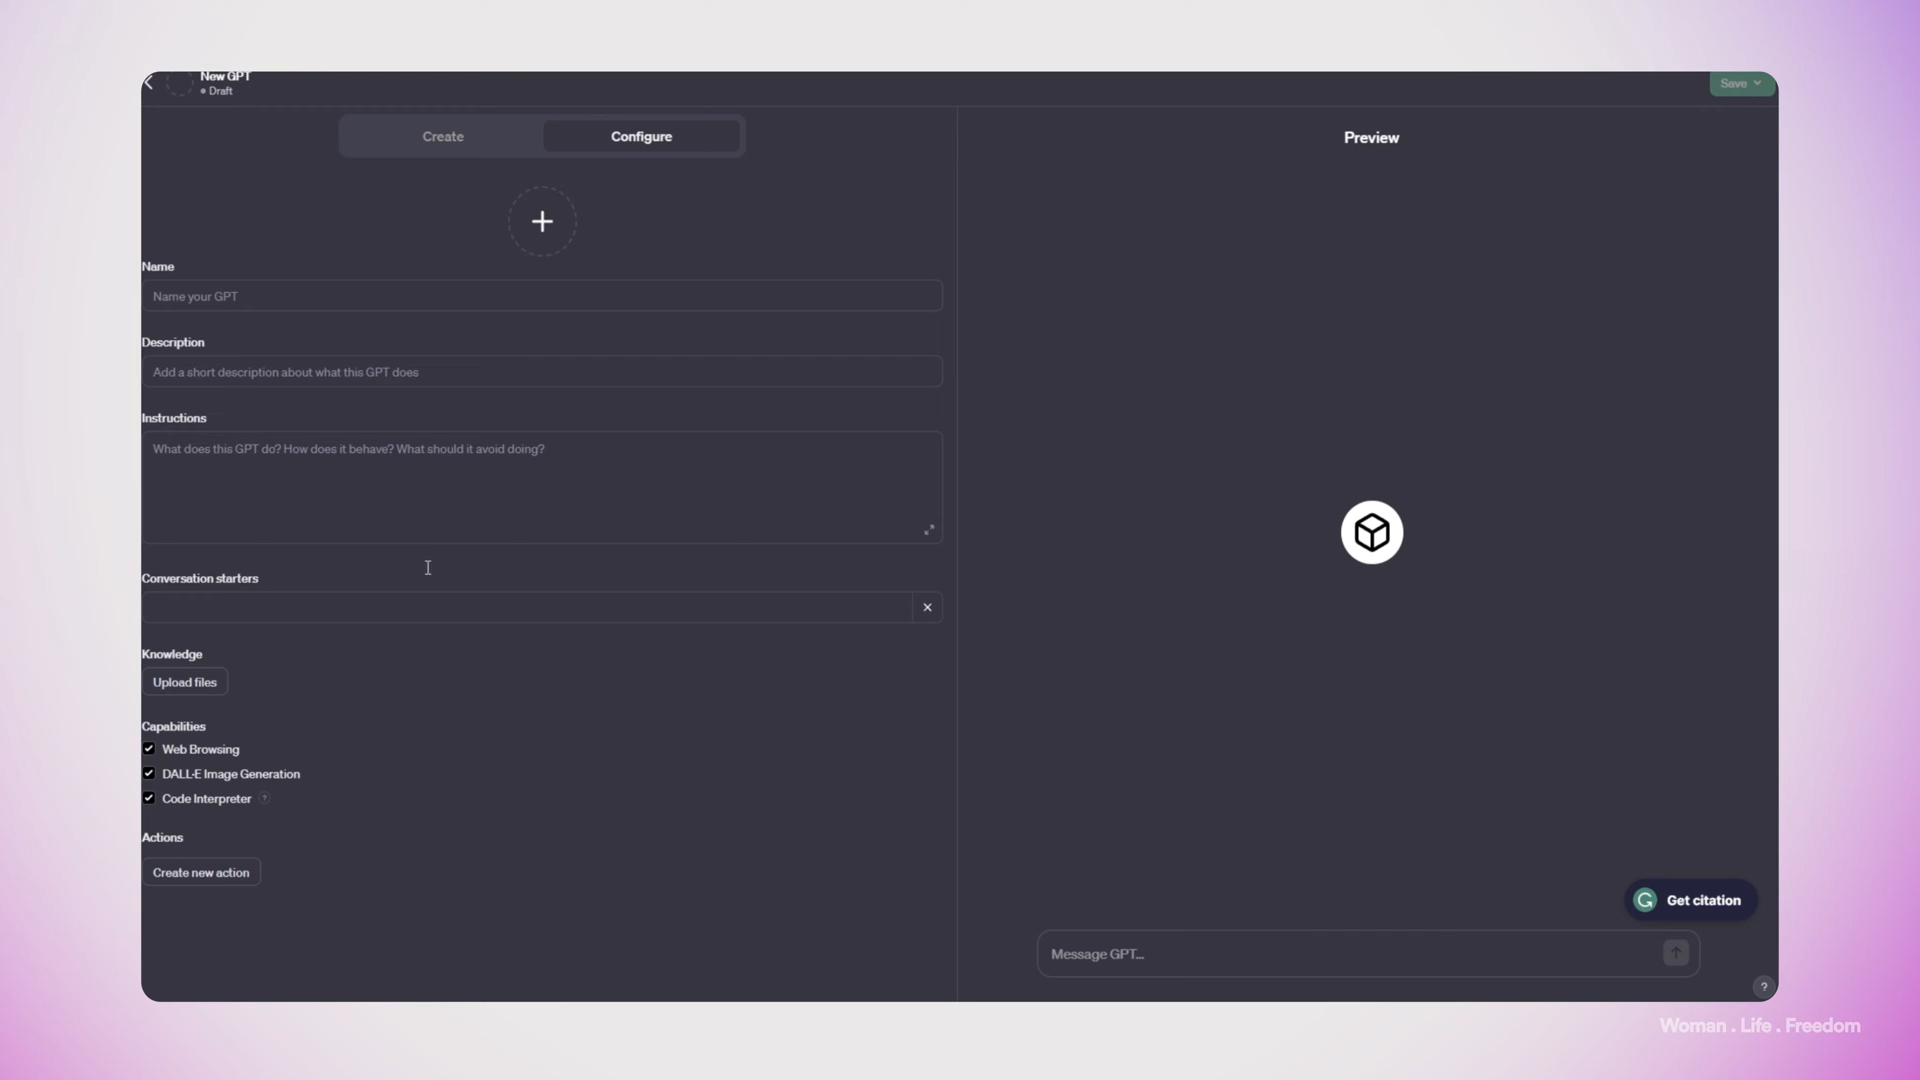 New GPT
Draft
Save
Create
Configure
Preview
Name
Name your GPT
Description
Add a short description about what this GPT does
Instructions
What does this GPT do? How does it behave? What should it avoid doing?
Conversation starters
Knowledge
Upload files
Capabilities
Web Browsing
DALL·E Image Generation
Code Interpreter ?
Actions
Create new action
Get citation
Message GPT…
?
Woman . Life . Freedom